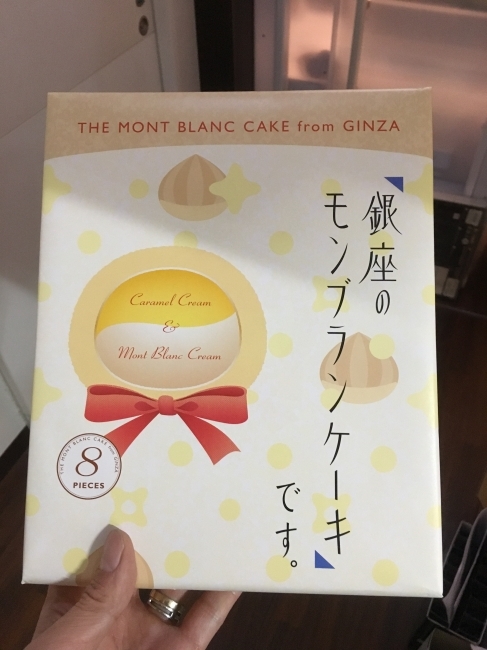 THE MONT BLANC CAKE from GINZA
「銀座の
モンブランケーキ」
です。
Caramel Cream
&
Mont Blanc Cream
THE MONT BLANC CAKE from GINZA
8
PIECES